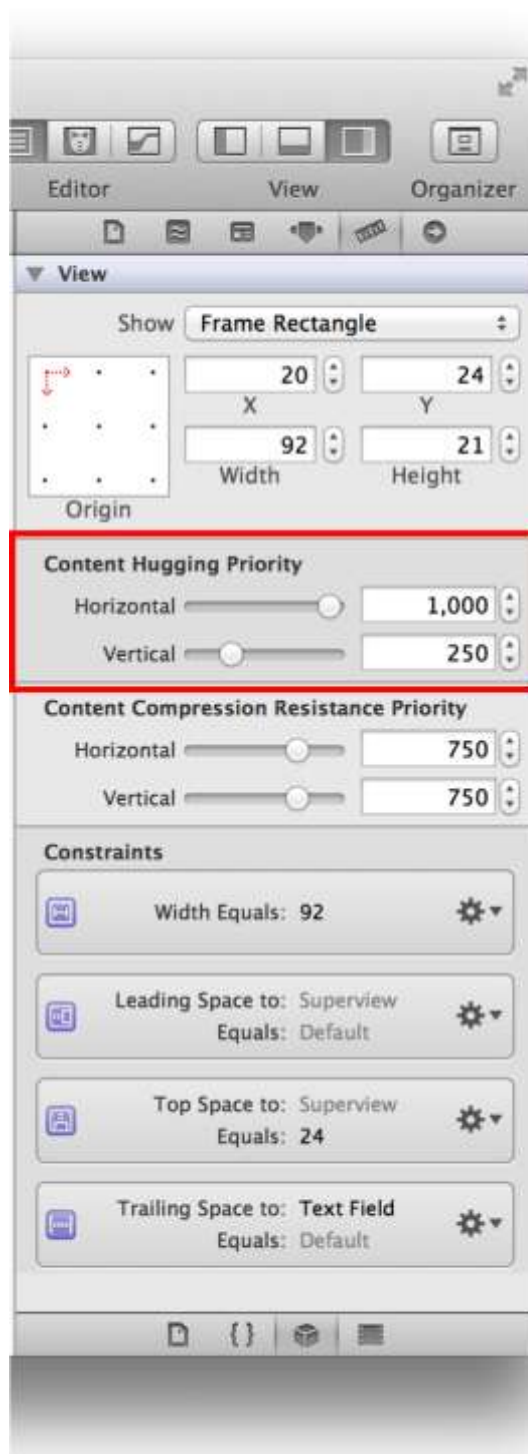 Editor View Organizer
View
Show Frame Rectangle
20 24
X Y
92 21
Width Height
Origin
Content Hugging Priority
Horizontal 1,000
Vertical 250
Content Compression Resistance Priority
Horizontal 750
Vertical 750
Constraints
Width Equals: 92
Leading Space to: Superview
Equals: Default
Top Space to: Superview
Equals: 24
Trailing Space to: Text Field
Equals: Default
{}